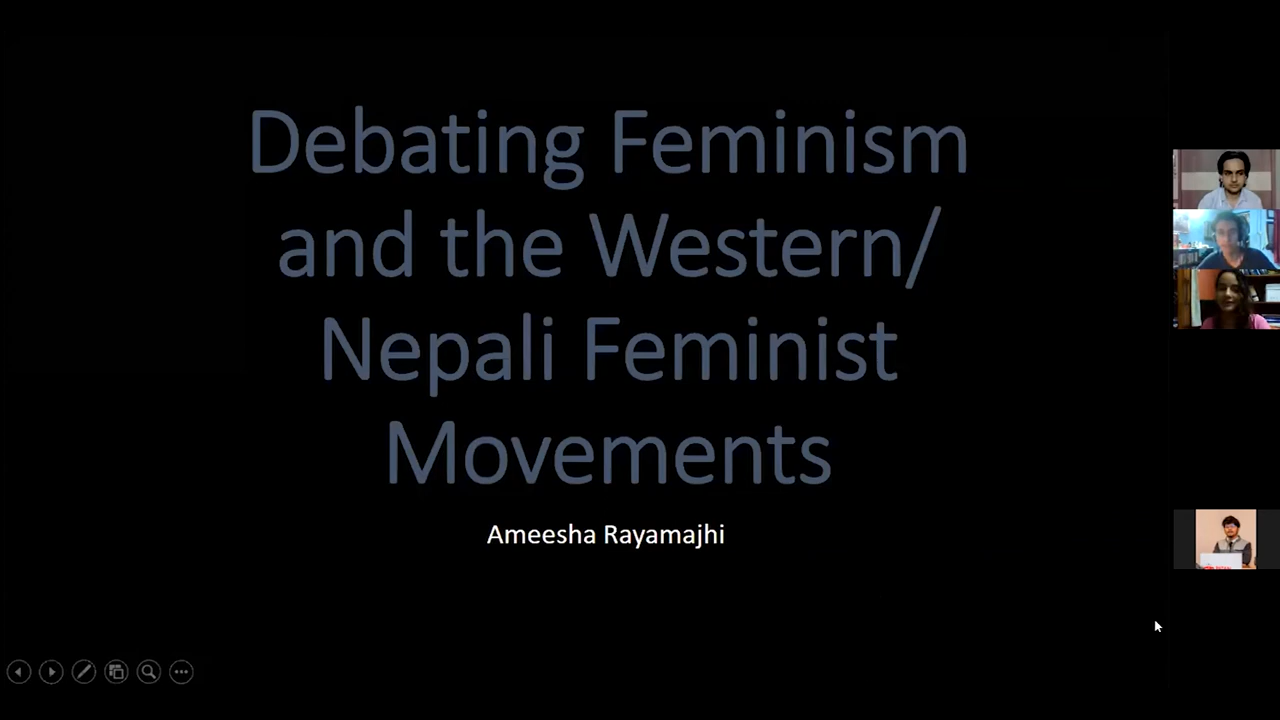 Debating Feminism
and the Western/
Nepali Feminist
Movements
Ameesha Rayamajhi